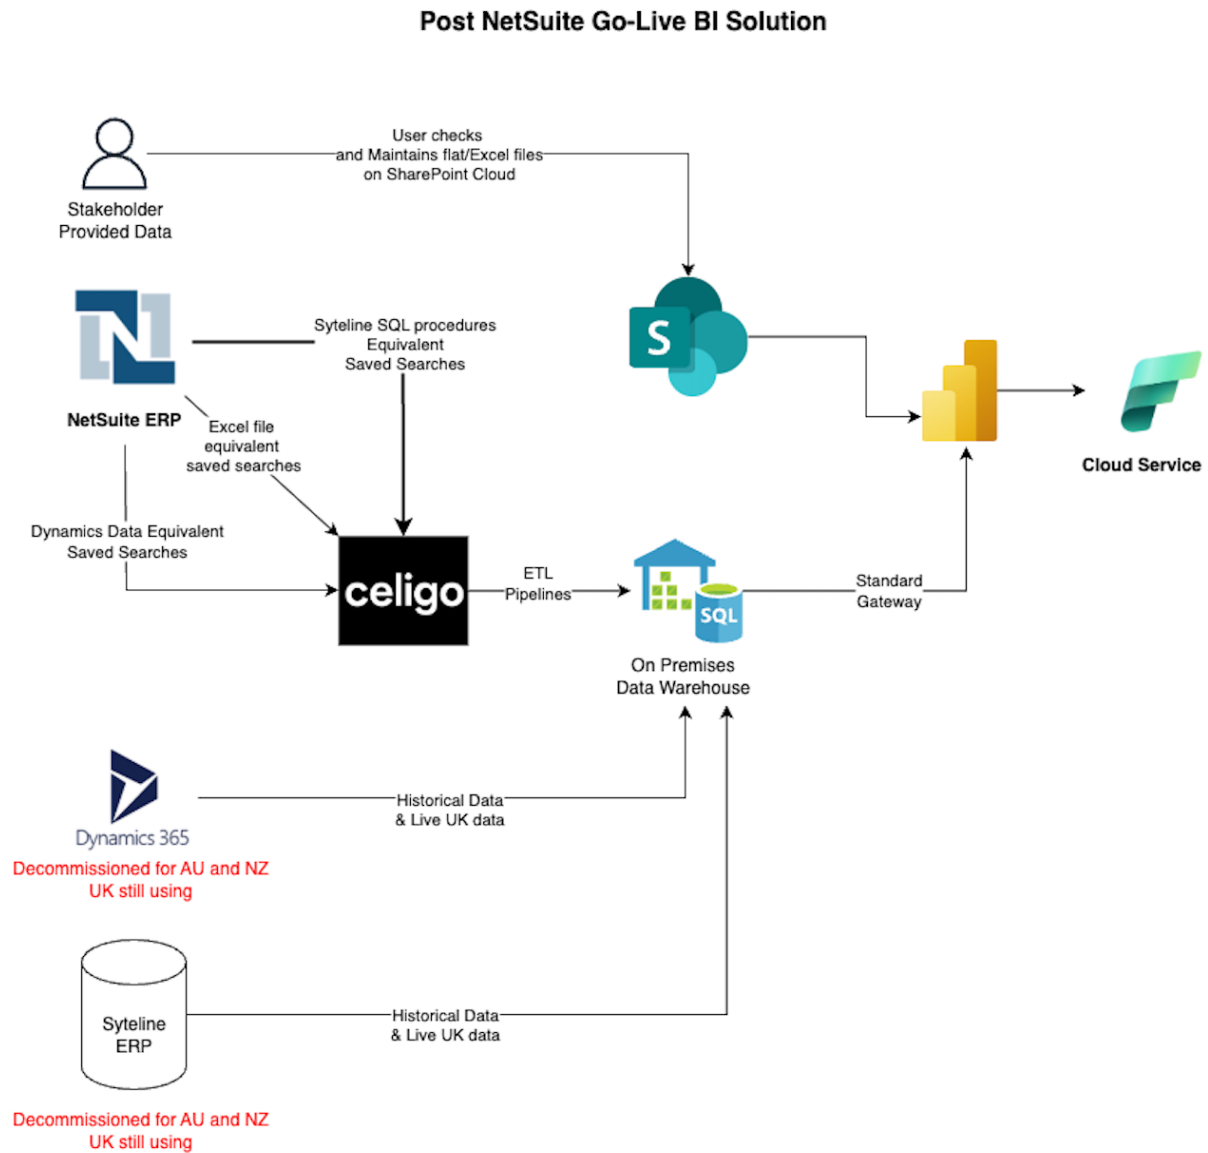 Post NetSuite Go-Live BI Solution
User checks
and Maintains flat/Excel files
on SharePoint Cloud
Stakeholder
Provided Data
S
N
Syteline SQL procedures
Equivalent
Saved Searches
NetSuite ERP
Excel file
equivalent
saved searches
Cloud Service
Dynamics Data Equivalent
Saved Searches
celigo
ETL
Pipelines
SQL
Standard
Gateway
On Premises
Data Warehouse
Dynamics 365
Historical Data
& Live UK data
Decommissioned for AU and NZ
UK still using
Syteline
ERP
Historical Data
& Live UK data
Decommissioned for AU and NZ
UK still using